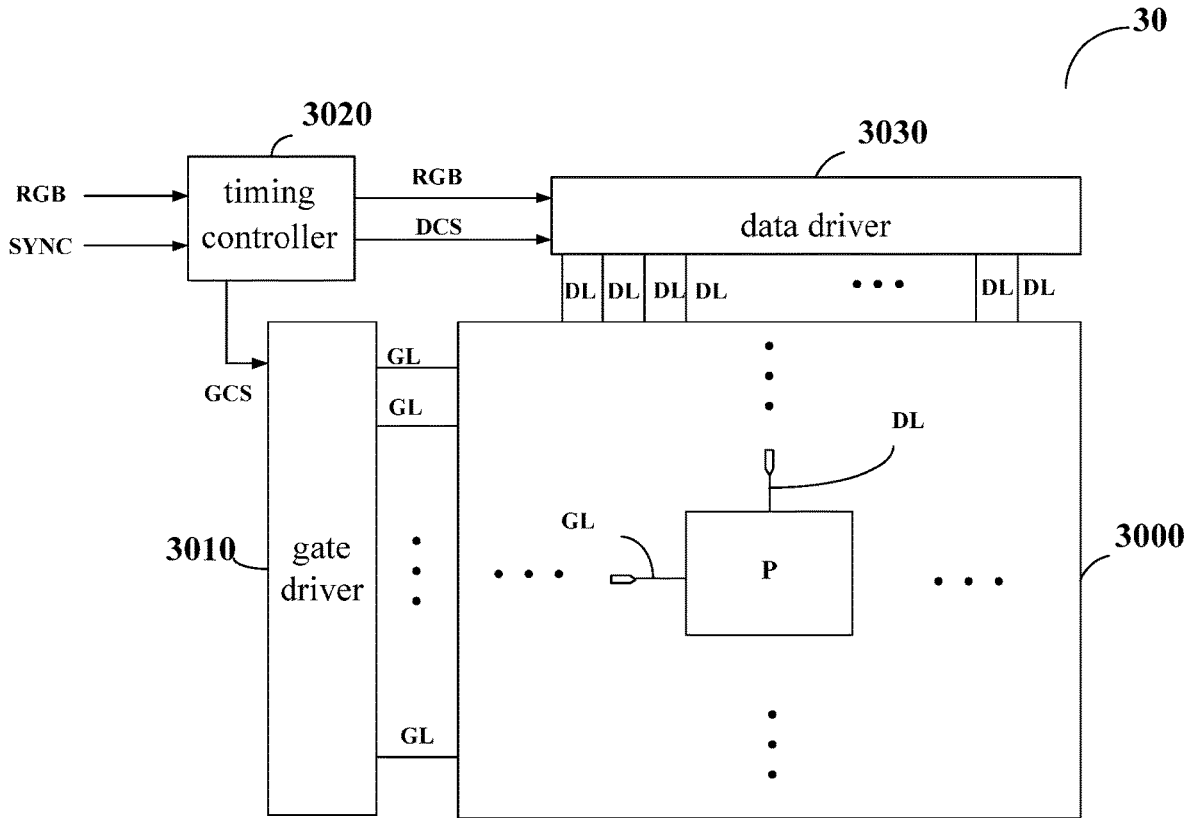 30
3020
3030
RGB
SYNC
timing
controller
RGB
DCS
data driver
DL DL DL DL DL DL
GCS
GL
GL
DL
3010
gate
driver
GL
P
3000
GL